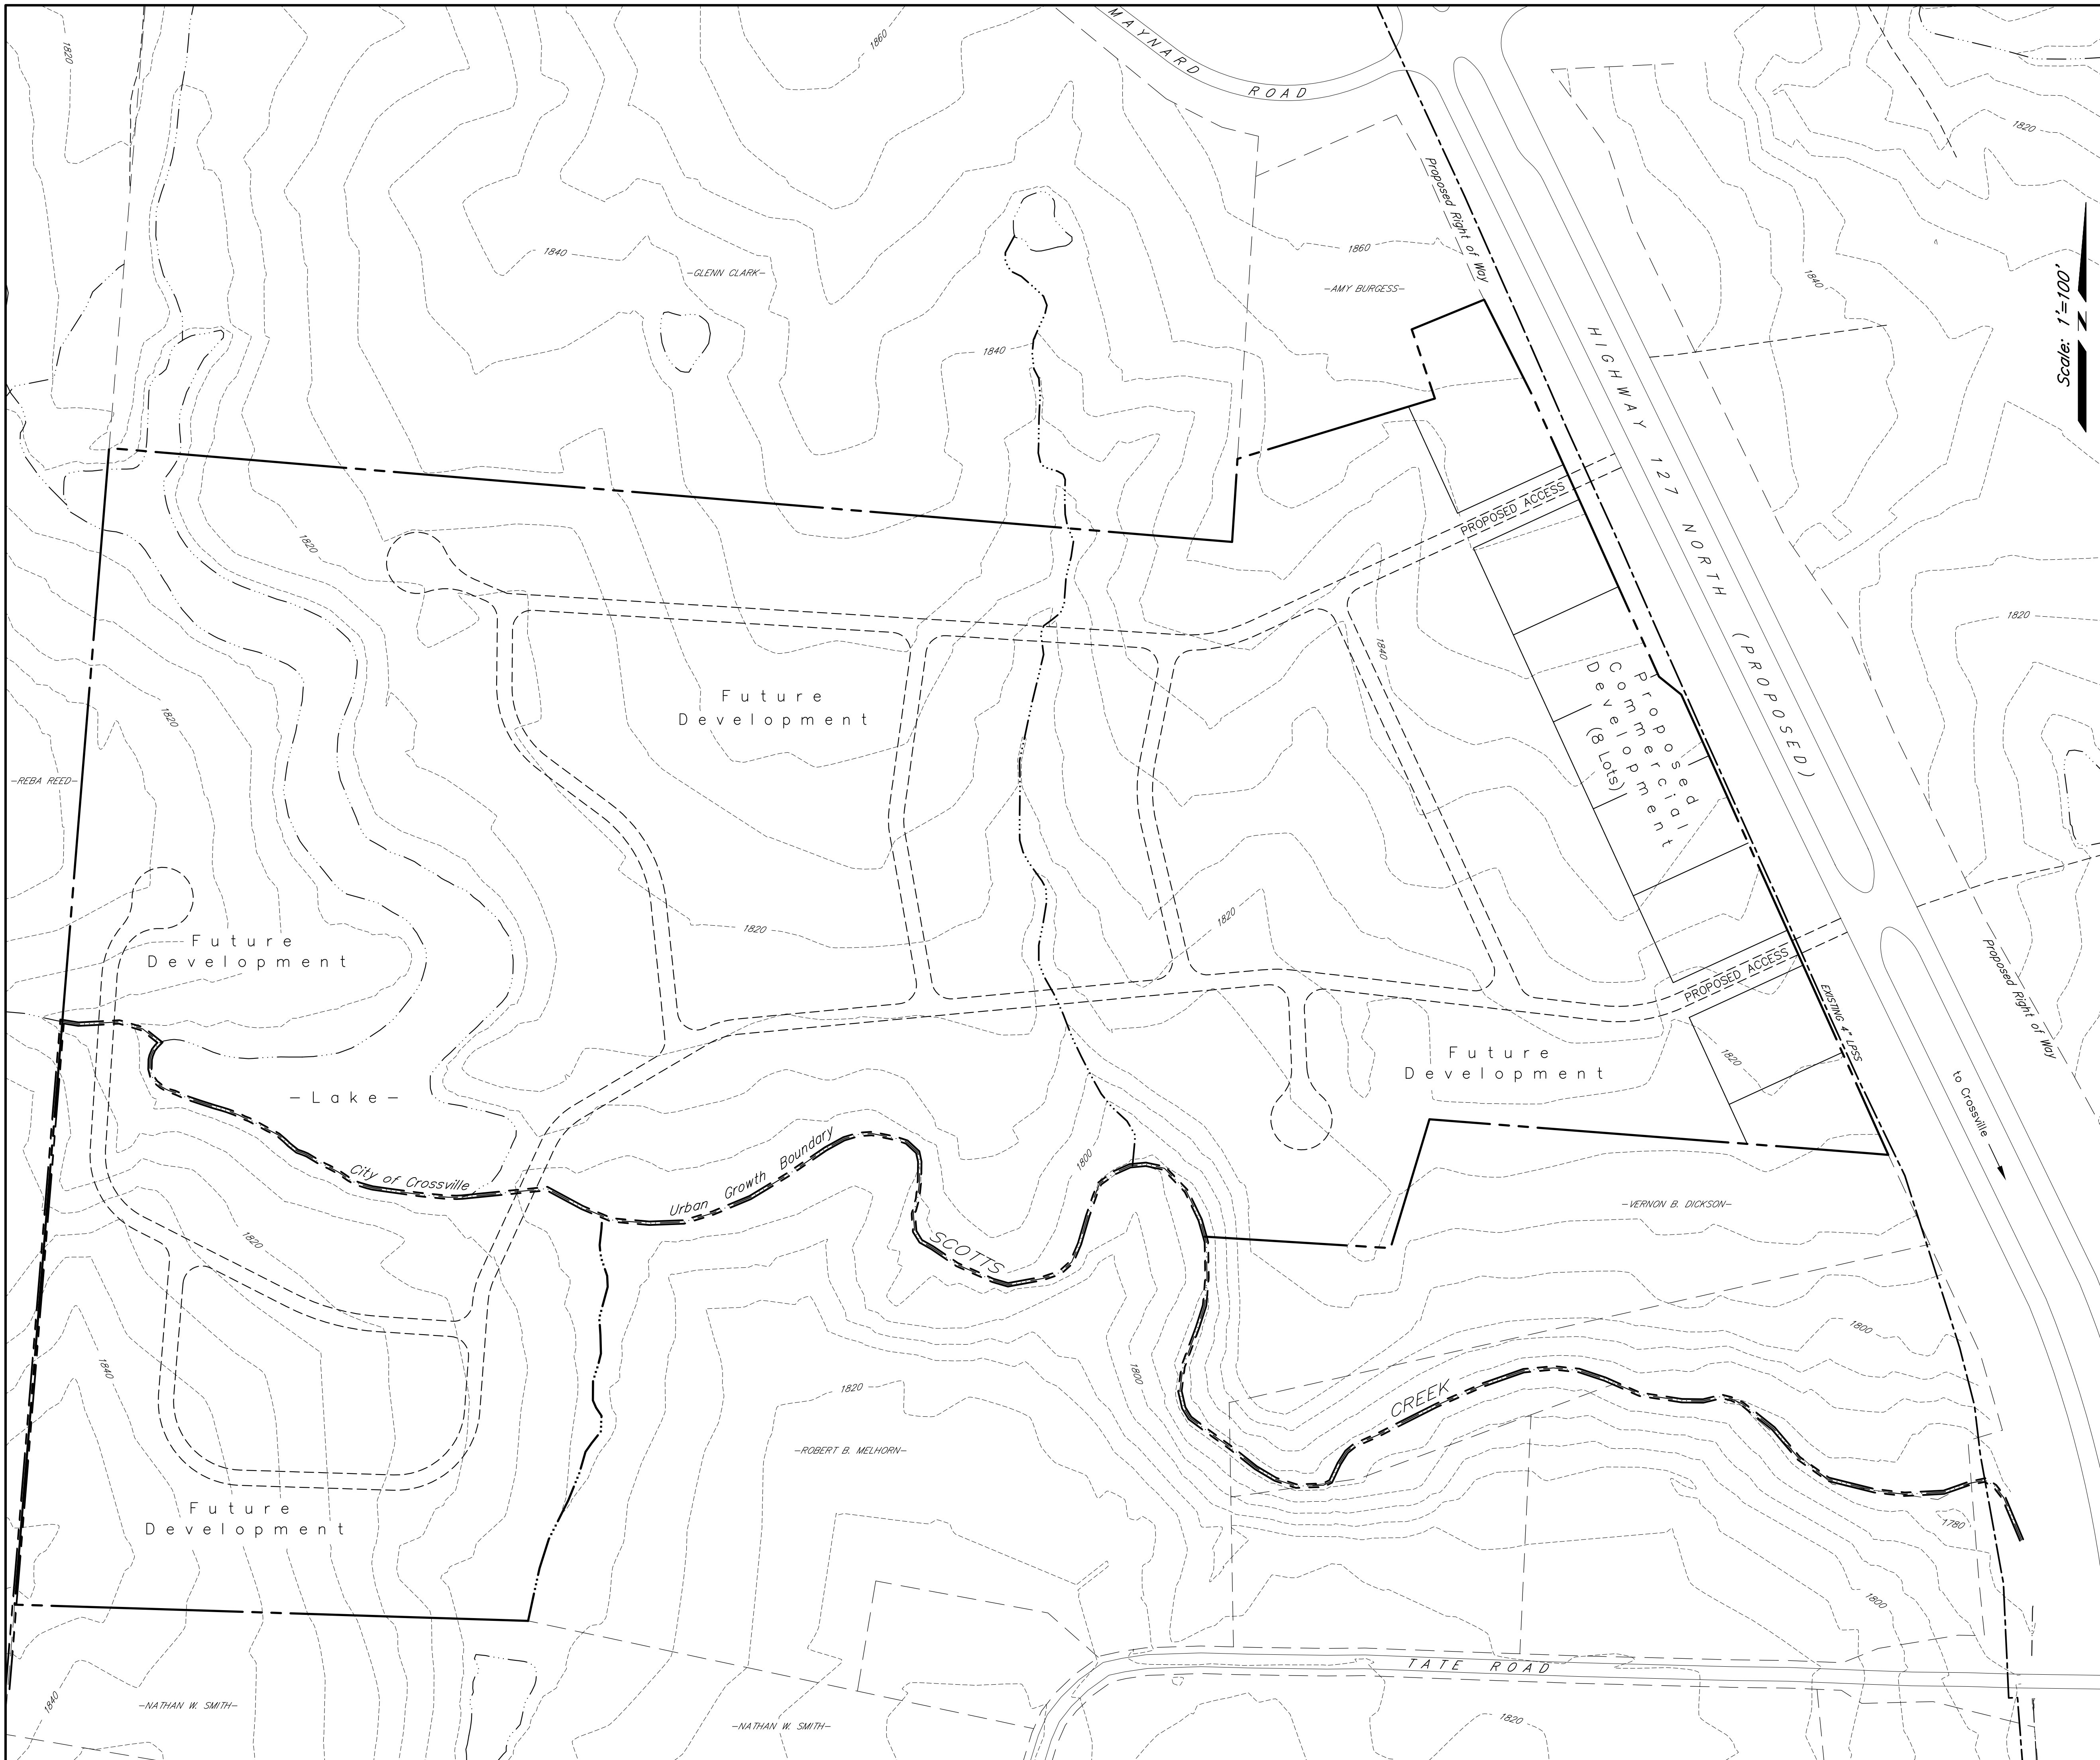 1820
1860
MAYNARD
ROAD
1820
Proposed Right of Way
1840
-GLENN CLARK-
1860
-AMY BURGESS-
1840
Scale: 1"=100'
N
1840
HIGHWAY 127 NORTH (PROPOSED)
PROPOSED ACCESS
1820
1820
1840
Future
Development
Proposed
Commercial
Development
(8 Lots)
1820
-REBA REED-
1820
1820
Future
Development
PROPOSED ACCESS
Proposed Right of Way
EXISTING 4" LPSS
Future
Development
1820
-Lake-
to Crossville
City of Crossville
Urban Growth Boundary
1800
-VERNON B. DICKSON-
1820
SCOTTS
1800
1840
1800
1820
CREEK
-ROBERT B. MELHORN-
Future
Development
1780
1800
TATE ROAD
1840
-NATHAN W. SMITH-
-NATHAN W. SMITH-
1820